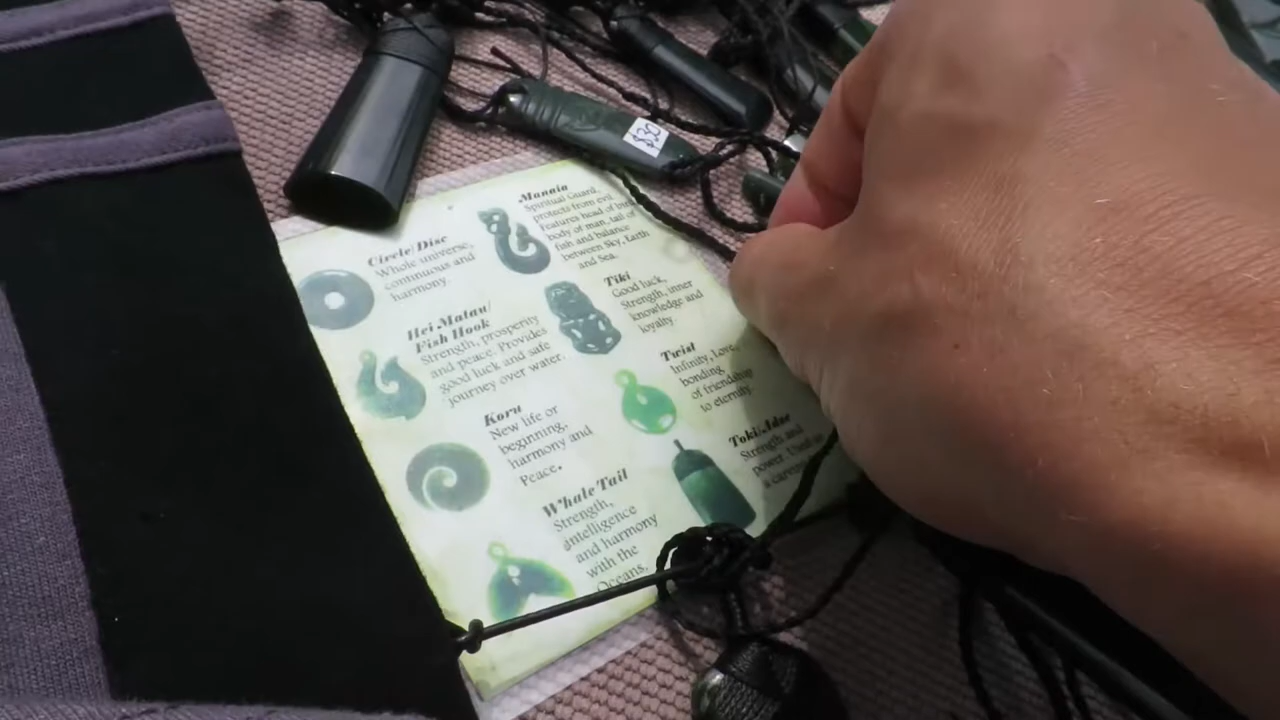 $30
Circle/Disc
Whole universe,
continuous and
harmony.
Hei Matau/
Fish Hook
Strength, prosperity
and peace. Provides
good luck and safe
journey over water.
Koru
New life or
beginning,
harmony and
Peace.
Whale Tail
Strength,
intelligence
and harmony
with the
Oceans.
Manaia
Spiritual Guard,
protects from evil
Features head of bird
body of man, tail of
fish and balance
between Sky, Earth
and Sea.
Tiki
Good luck,
Strength, inner
knowledge and
loyalty.
Twist
Infinity, Love,
bonding
of friendship
to eternity.
Toki/Adze
Strength and
power. Used as